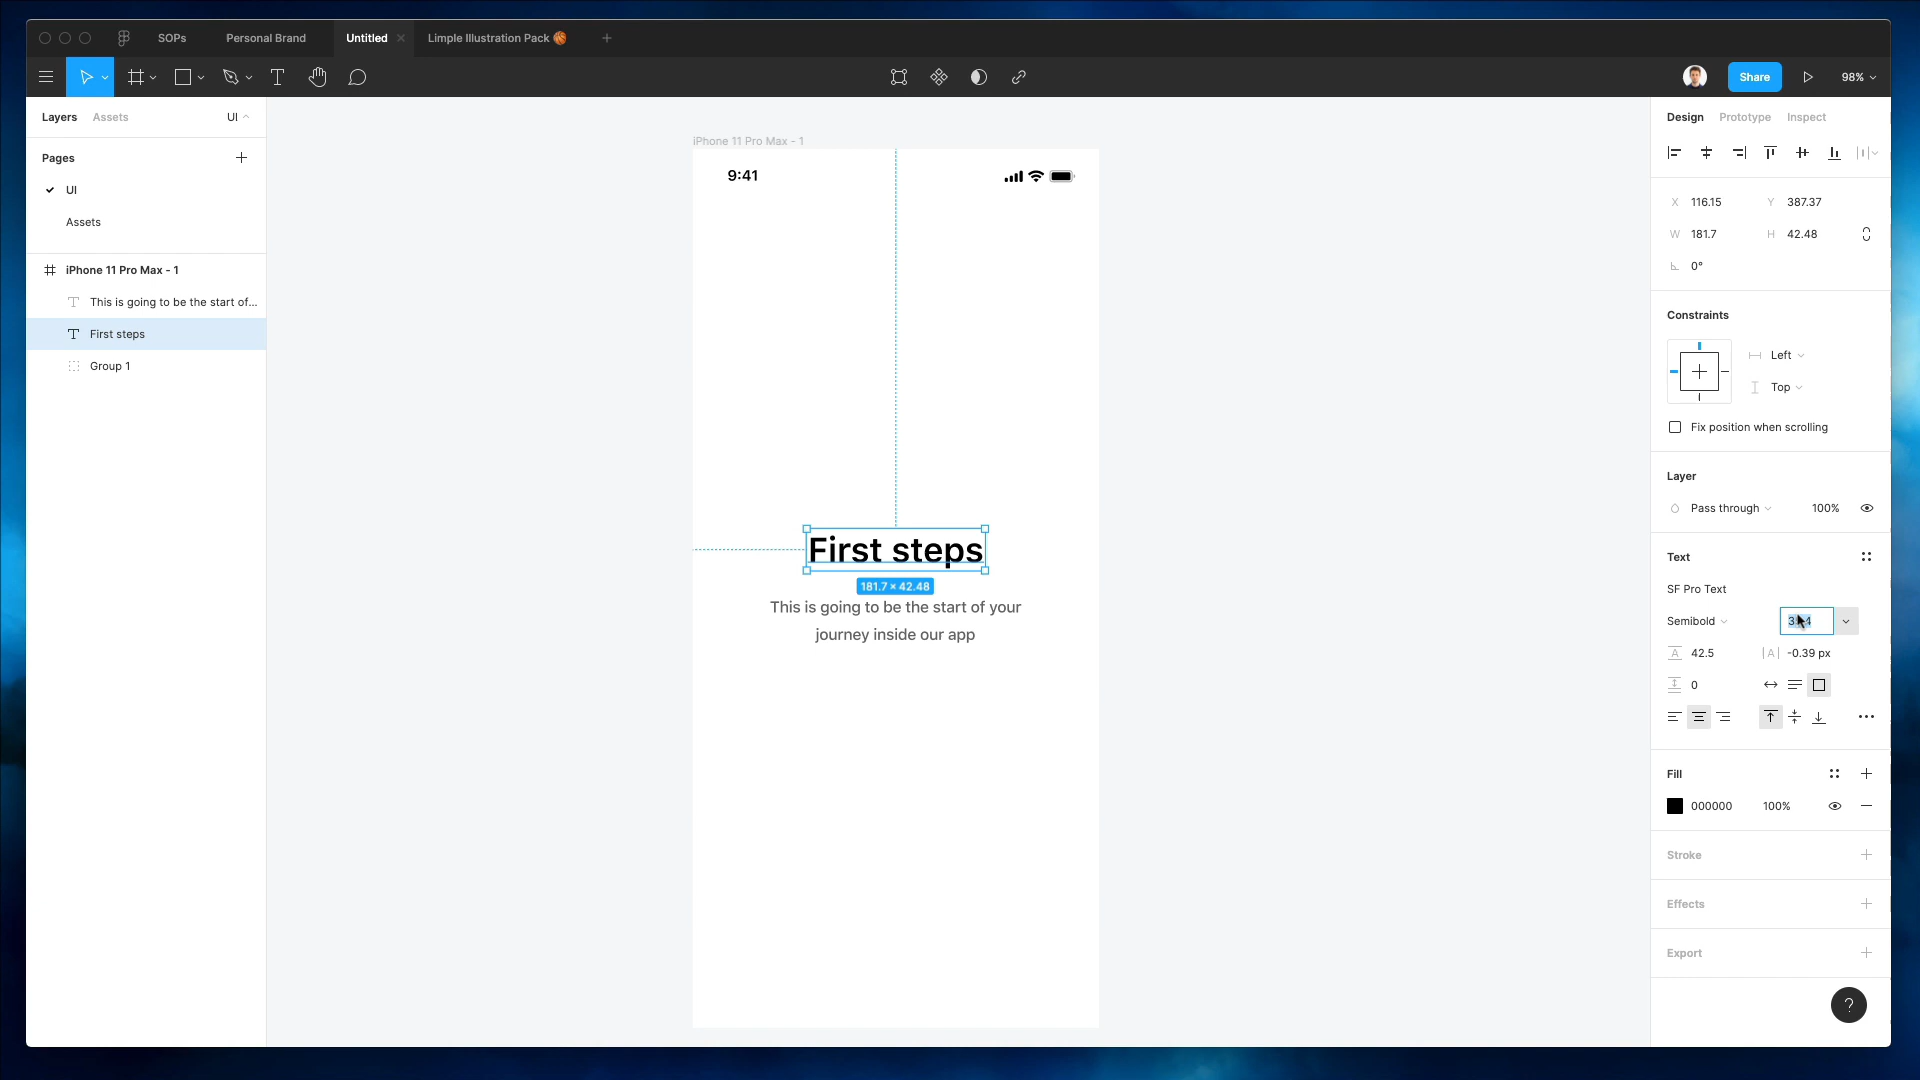 SOPs
Personal Brand
Untitled
Limple Illustration Pack 🏀
Share
98%
Layers
Assets
UI
Pages
UI
Assets
iPhone 11 Pro Max - 1
This is going to be the start of...
First steps
Group 1
iPhone 11 Pro Max - 1
9:41
First steps
181.7 × 42.48
This is going to be the start of your
journey inside our app
Design
Prototype
Inspect
X 116.15
Y 387.37
W 181.7
H 42.48
0°
Constraints
Left
Top
Fix position when scrolling
Layer
Pass through
100%
Text
SF Pro Text
Semibold
A 42.5
|A| -0.39 px
0
Fill
000000
100%
Stroke
Effects
Export
?